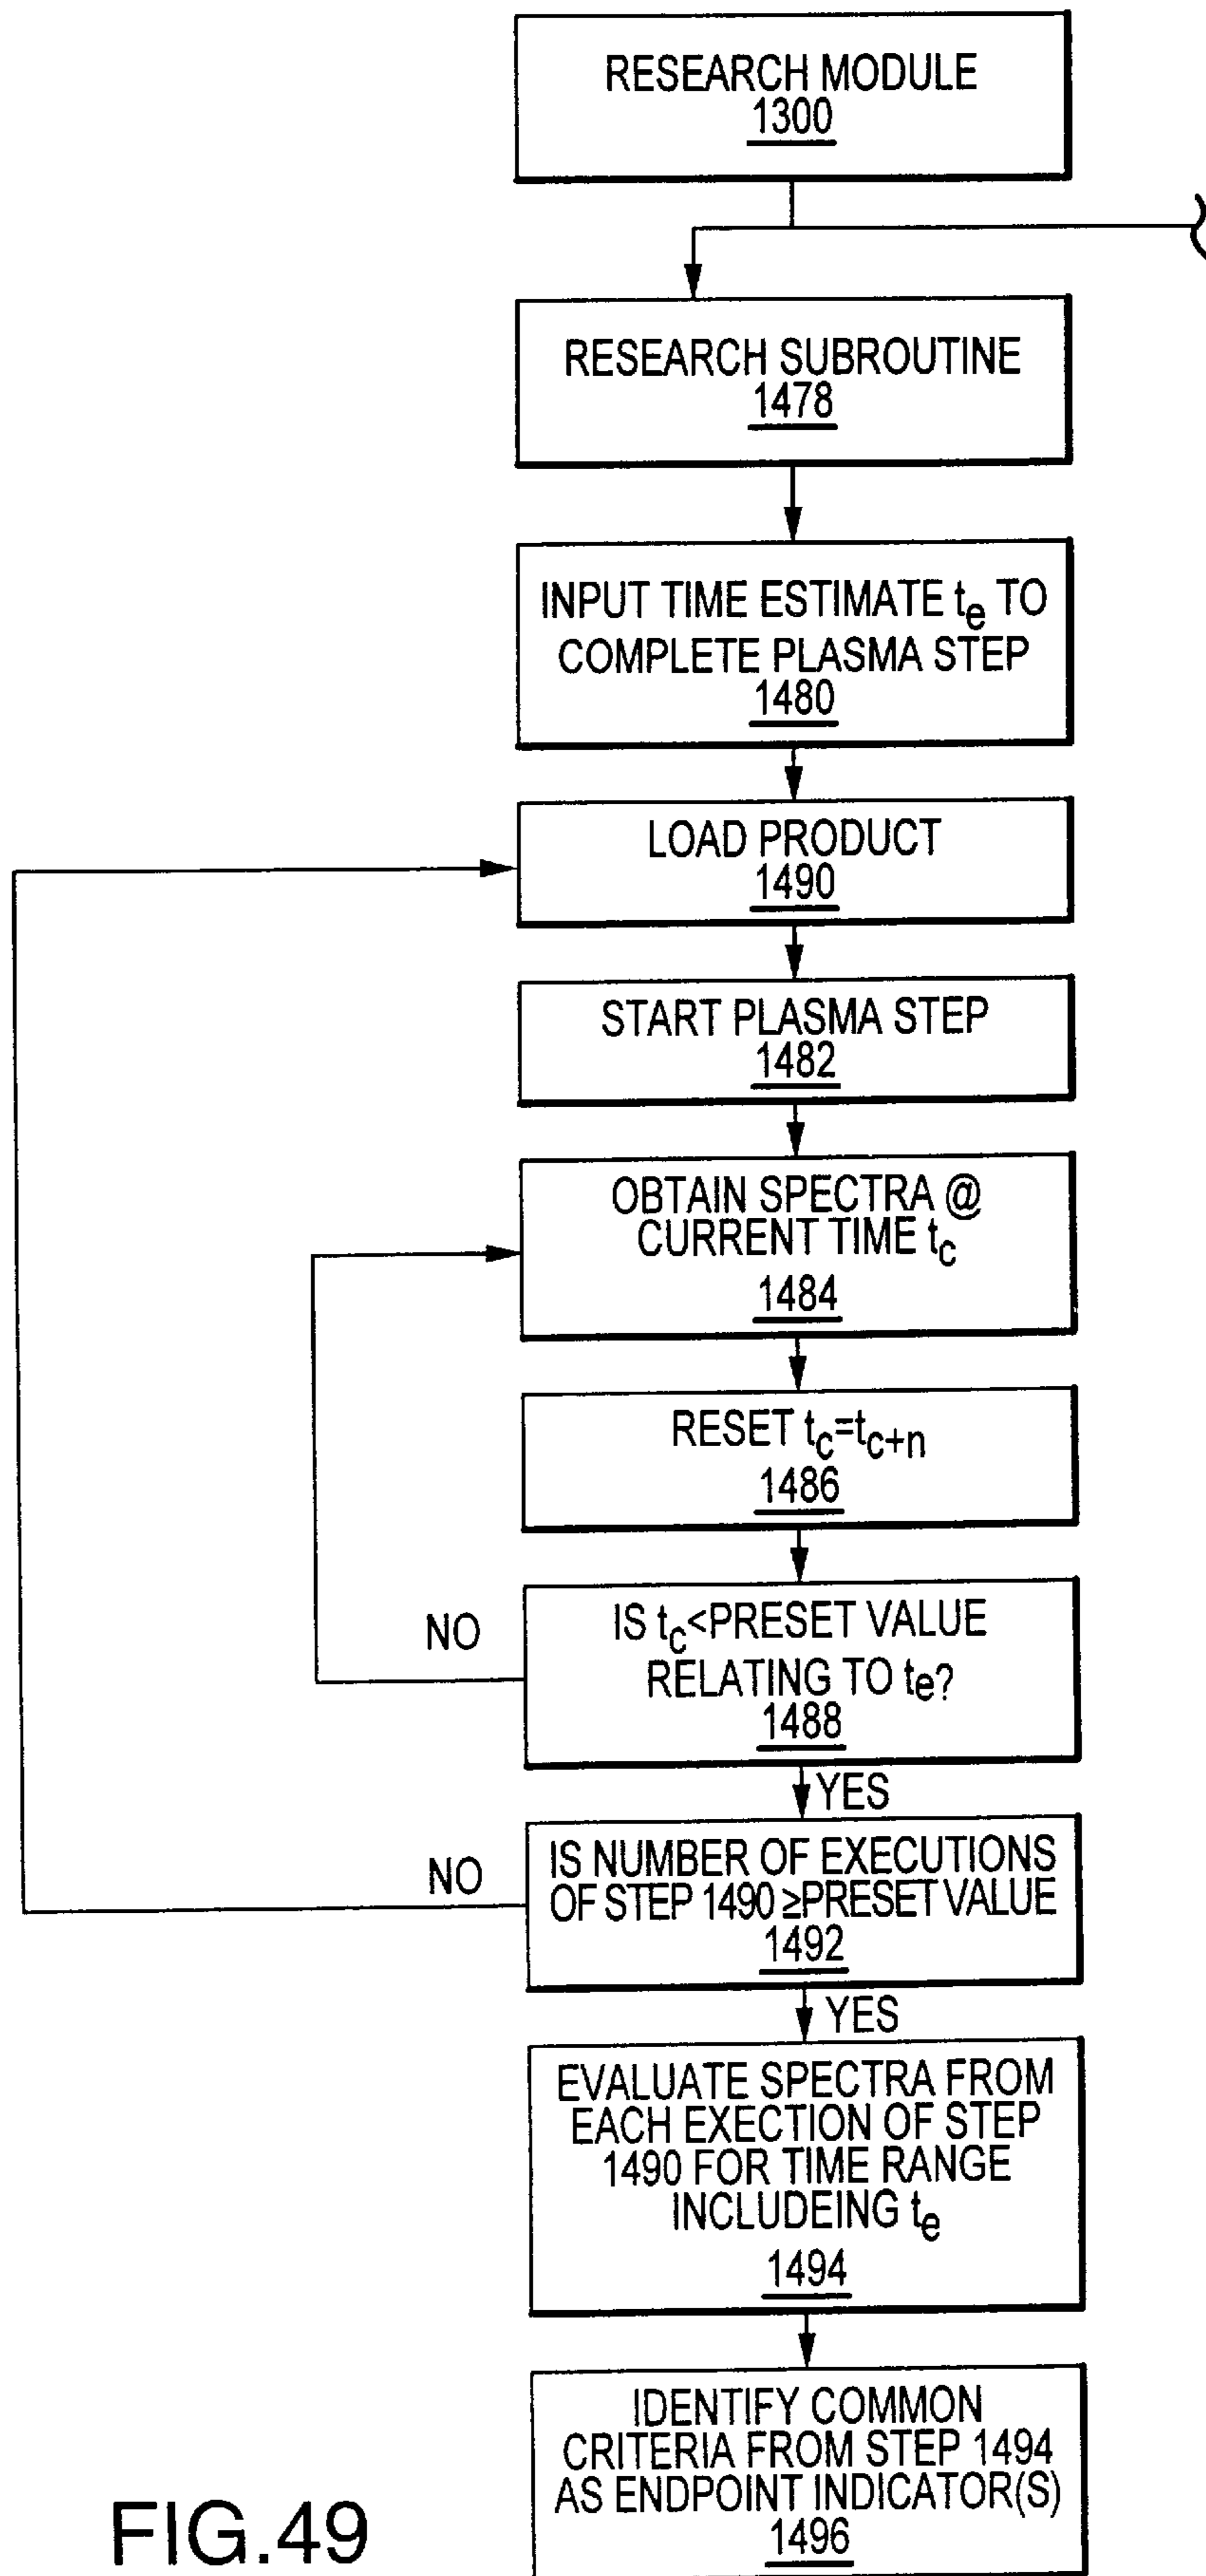 RESEARCH MODULE
1300
RESEARCH SUBROUTINE
1478
INPUT TIME ESTIMATE te TO
COMPLETE PLASMA STEP
1480
LOAD PRODUCT
1490
START PLASMA STEP
1482
OBTAIN SPECTRA @
CURRENT TIME tc
1484
RESET tc=tc+n
1486
NO
IS tc<PRESET VALUE
RELATING TO te?
1488
YES
NO
IS NUMBER OF EXECUTIONS
OF STEP 1490 ≥PRESET VALUE
1492
YES
EVALUATE SPECTRA FROM
EACH EXECTION OF STEP
1490 FOR TIME RANGE
INCLUDEING te
1494
IDENTIFY COMMON
CRITERIA FROM STEP 1494
AS ENDPOINT INDICATOR(S)
1496
FIG.49